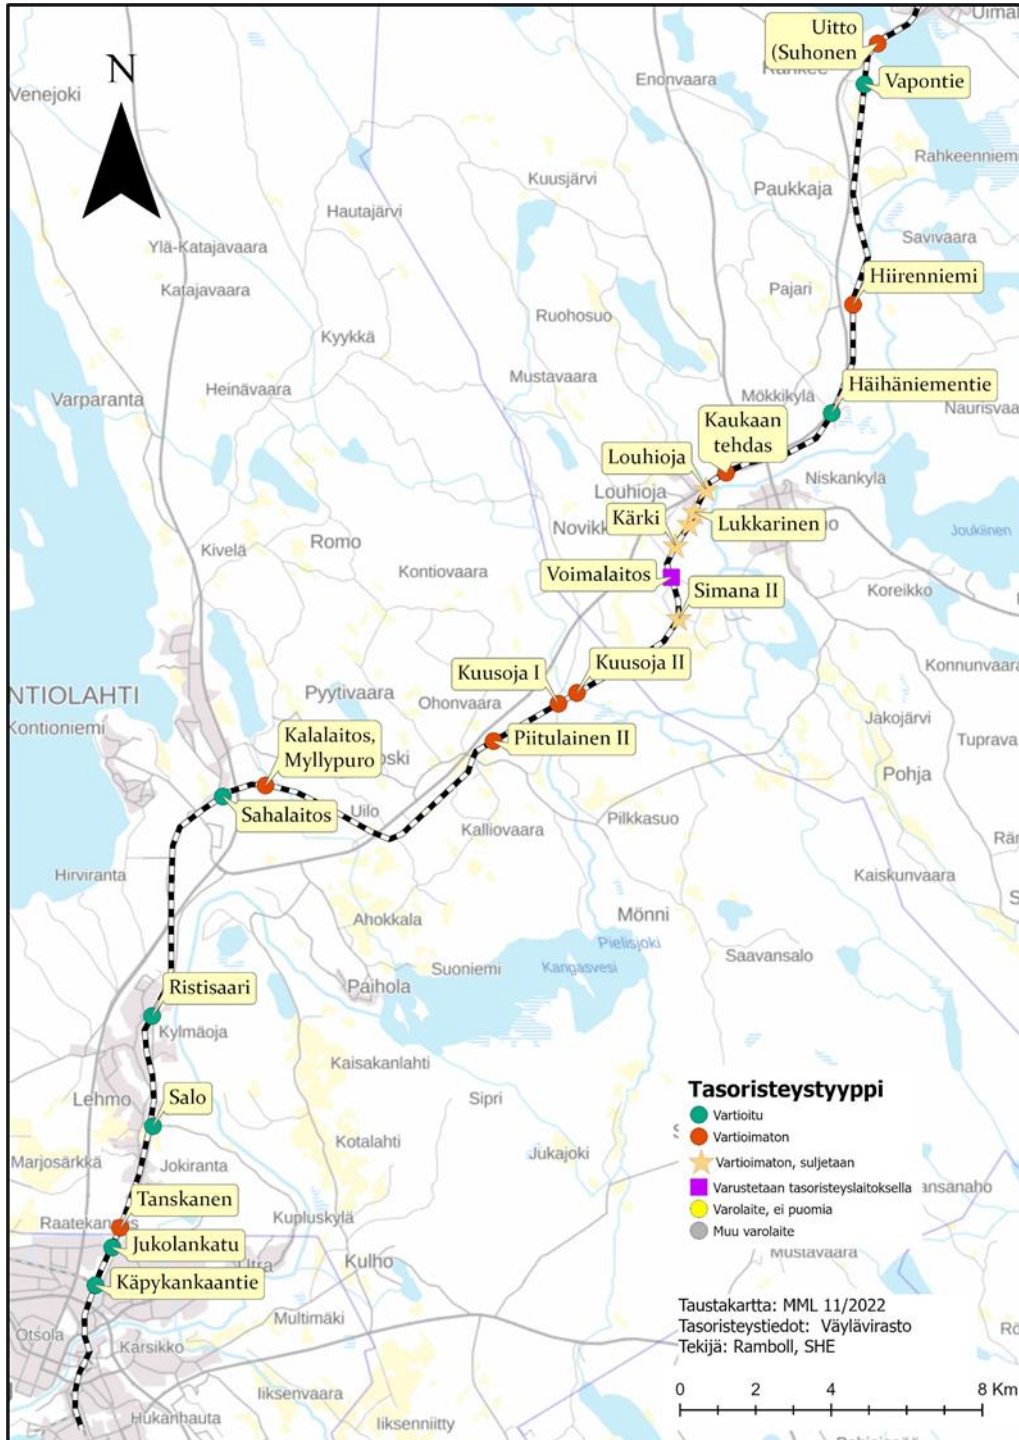 Uimah
Uitto
(Suhonen
N
Venejoki
Enonvaara
Vapontie
Rahkeenniem
Kuusjärvi
Paukkaja
Hautajärvi
Savivaara
Ylä-Katajavaara
Hiirenniemi
Katajavaara
Pajari
Ruohosuo
Kyykkä
Mustavaara
Heinävaara
Häihäniementie
Varparanta
Mökkikylä
Naurisvaa
Kaukaan
tehdas
Louhioja
Niskankylä
Louhioja
Kärki
Lukkarinen
Novikk
Joukiinen
Romo
Kivelä
Kontiovaara
Voimalaitos
Simana II
Koreikko
Kuusoja I
Kuusoja II
Konnunvaara
NTIOLAHTI
Pyytivaara
Ohonvaara
Kontioniemi
Jakojärvi
Kalalaitos,
Myllypuro
Piitulainen II
Tuprava
oski
Pohja
Sahalaitos
Uilo
Pilkkasuo
Kalliovaara
Hirviranta
Kaiskunvaara
Ahokkala
Mönni
Pielisjoki
Suoniemi
Kangasvesi
Saavansalo
Ristisaari
Paihola
Kylmäoja
Kaisakanlahti
Lehmo
Salo
Sipri
Tasoristeystyyppi
Vartioitu
Vartioimaton
Vartioimaton, suljetaan
Varustetaan tasoristeyslaitoksella
Varolaite, ei puomia
Muu varolaite
Kotalahti
Jukajoki
Marjosärkkä
Jokiranta
ansanaho
Tanskanen
Kupluskylä
Jukolankatu
Utra
Kulho
Mustavaara
Käpykankaantie
Multimäki
Taustakartta: MML 11/2022
Tasoristeystiedot: Väylävirasto
Tekijä: Ramboll, SHE
Otsola
Karsikko
Iiksenvaara
0 2 4 8 Km
Hukanhauta
Iiksenniitty